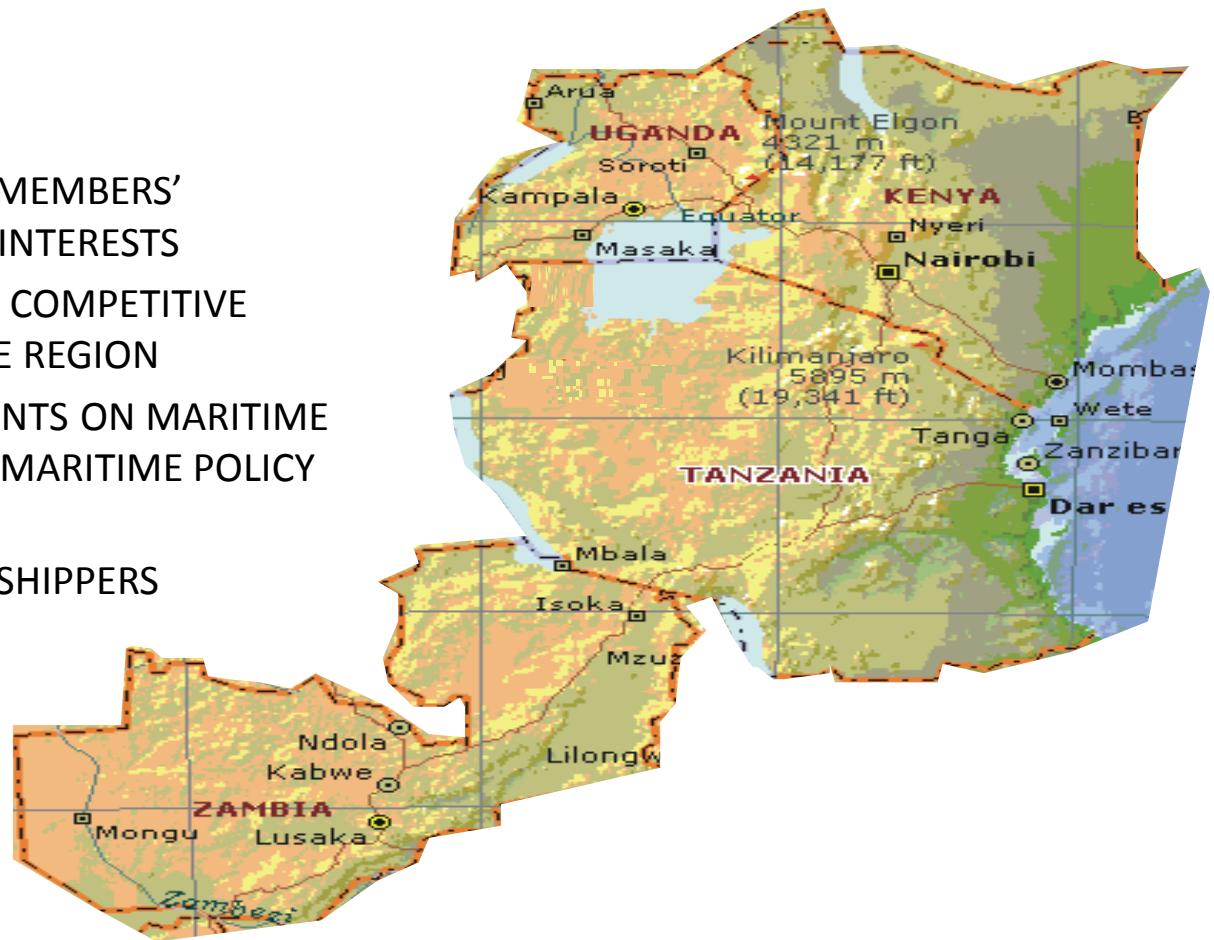 MEMBERS’
INTERESTS
COMPETITIVE
E REGION
NTS ON MARITIME
MARITIME POLICY
SHIPPERS
Arua
UGANDA
Mount Elgon
4321 m
(14,177 ft)
Soroti
B
Kampala
KENYA
Equator
Nyeri
Masaka
Nairobi
Kilimanjaro
5895 m
(19,341 ft)
Mombas
Wete
Tanga
Zanzibar
TANZANIA
Dar es
Mbala
Isoka
Mzuz
Ndola
Lilongw
Kabwe
ZAMBIA
Mongu
Lusaka
Zambezi